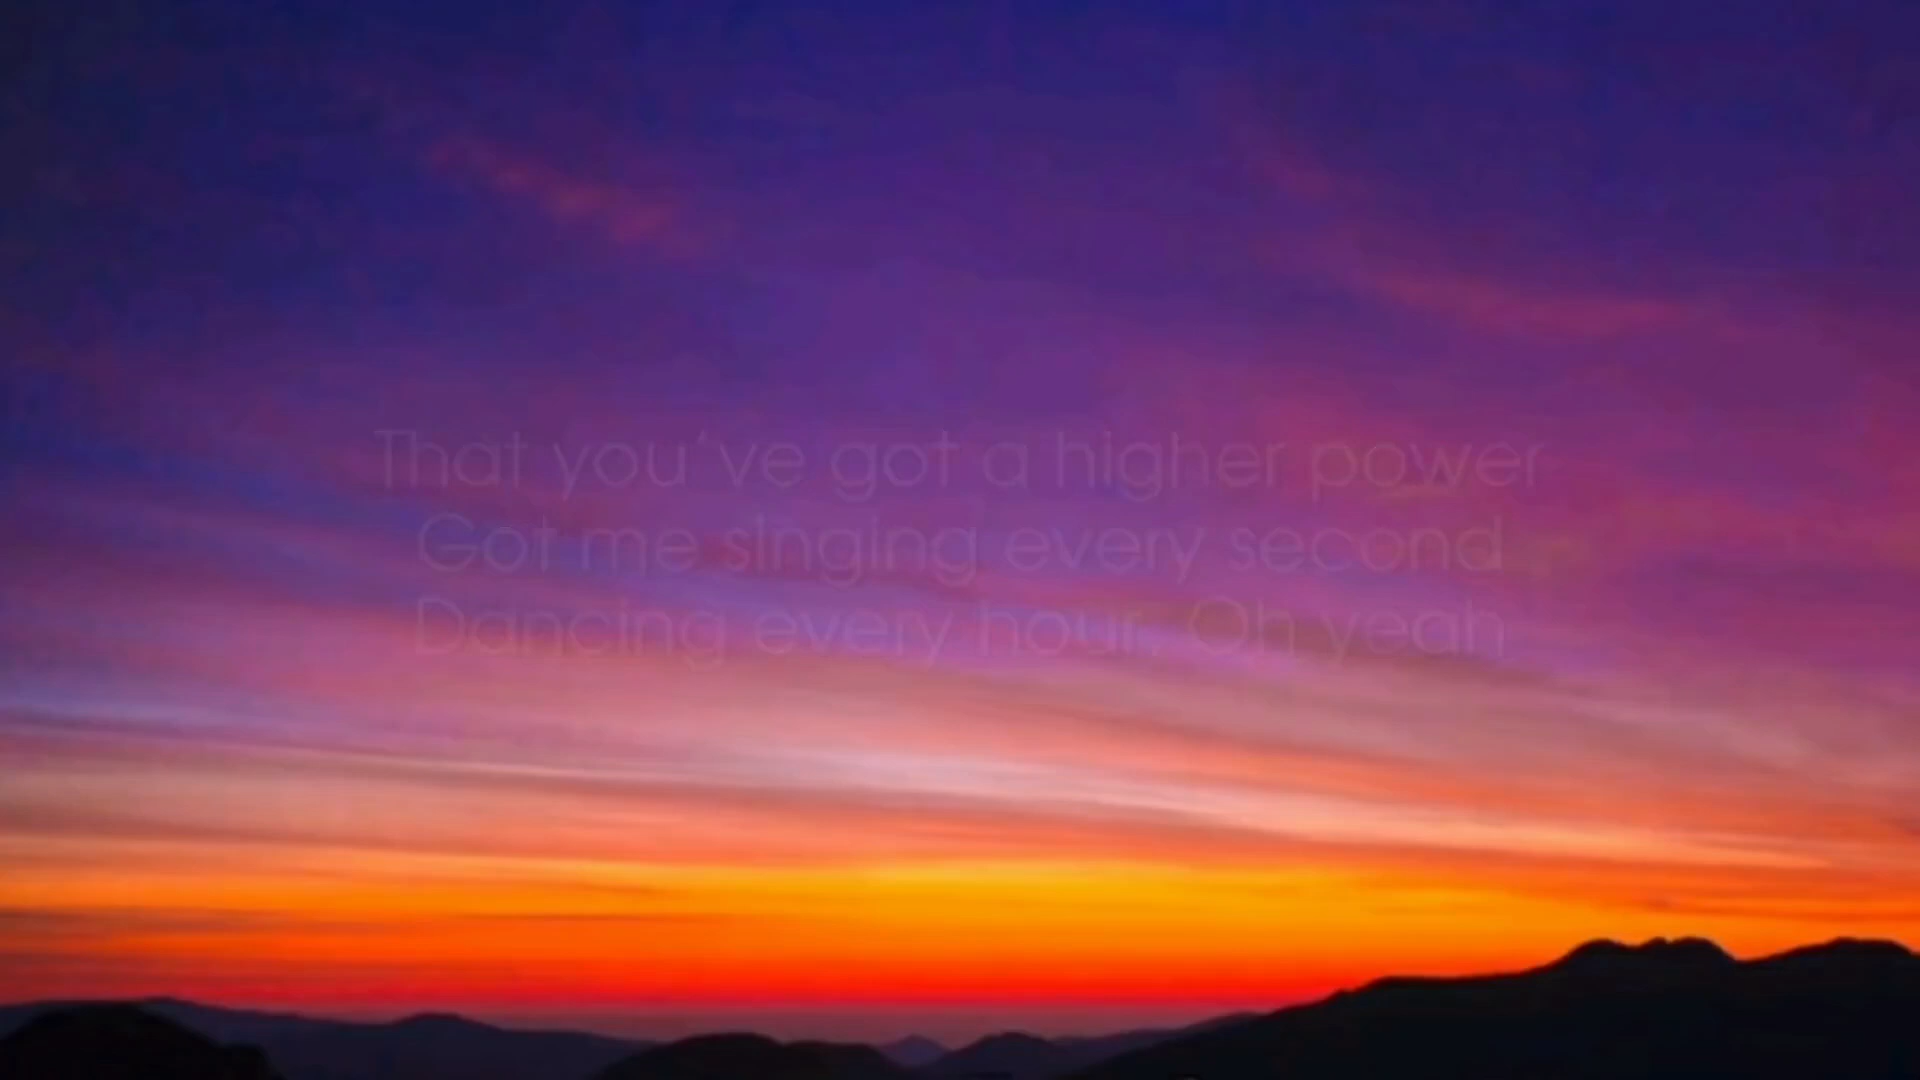 That you've got a higher power
Got me singing every second
Dancing every hour. Oh yeah